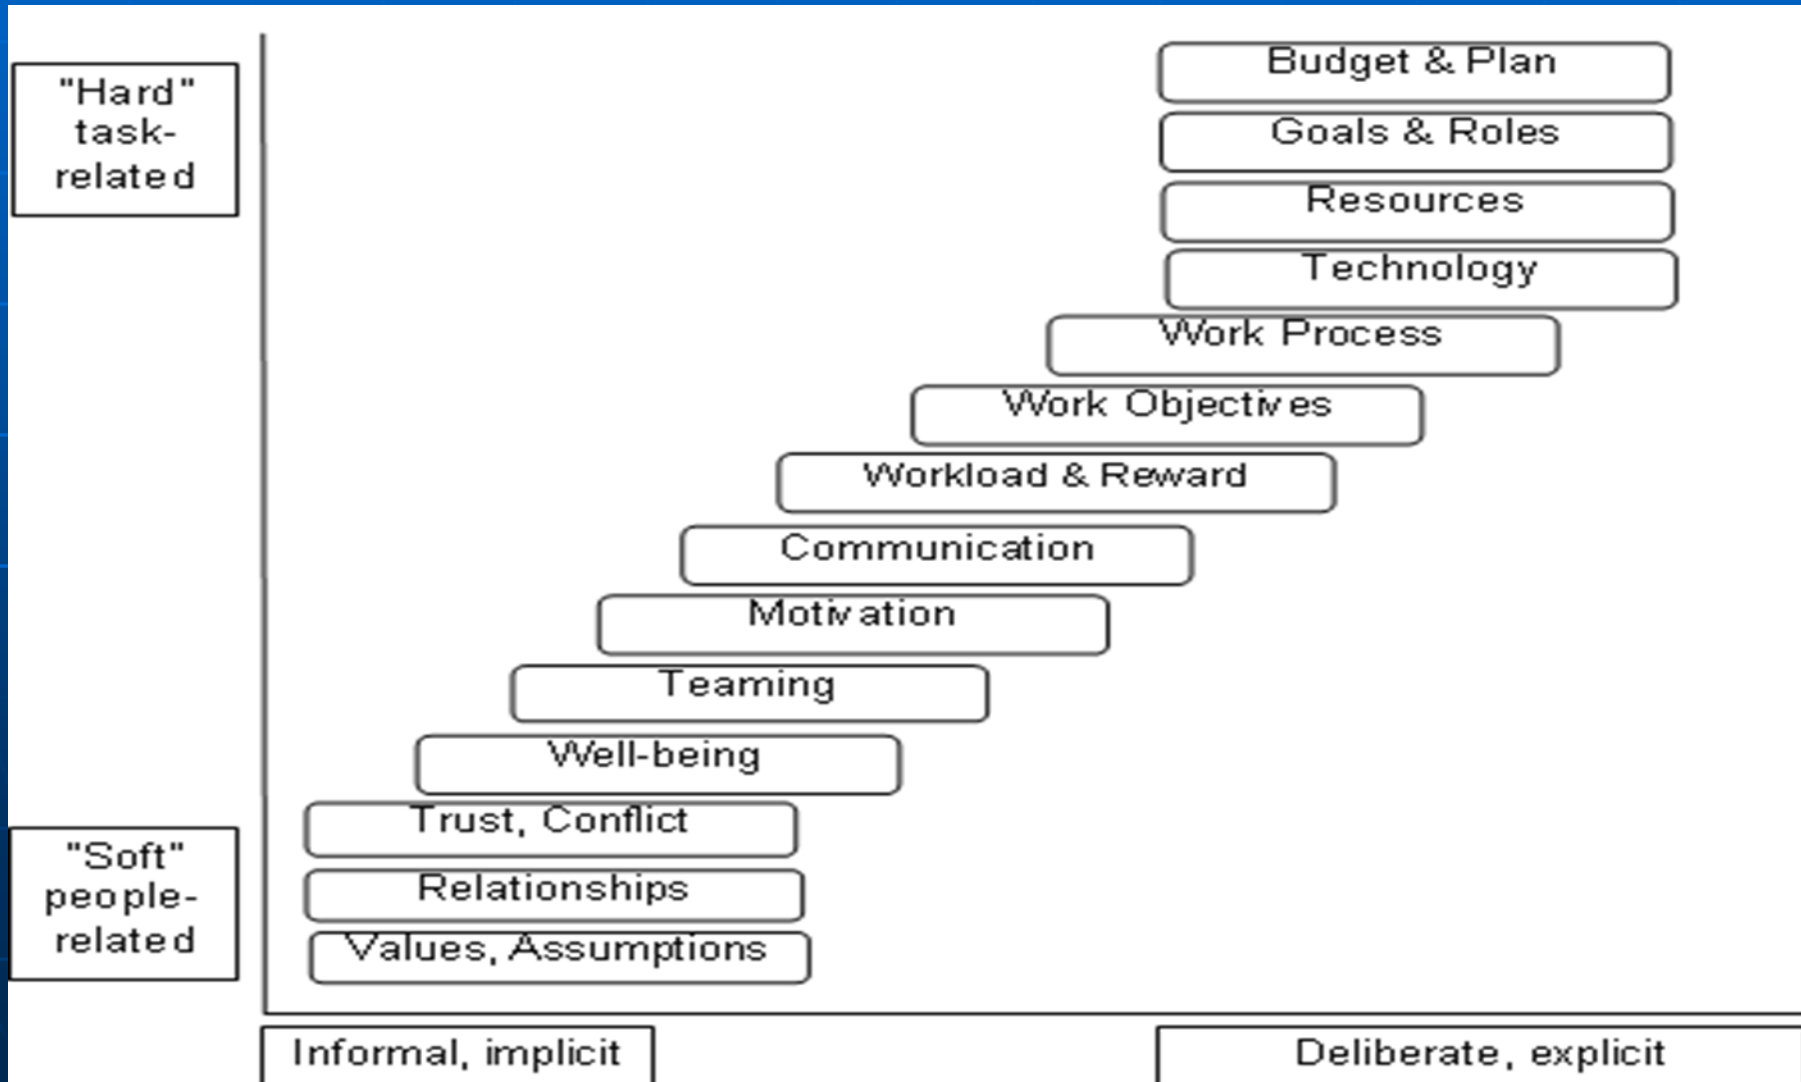 "Hard"
task-
related
Budget & Plan
Goals & Roles
Resources
Technology
Work Process
Work Objectives
Workload & Reward
Communication
Motivation
Teaming
Well-being
Trust, Conflict
"Soft"
people-
related
Relationships
Values, Assumptions
Informal, implicit
Deliberate, explicit